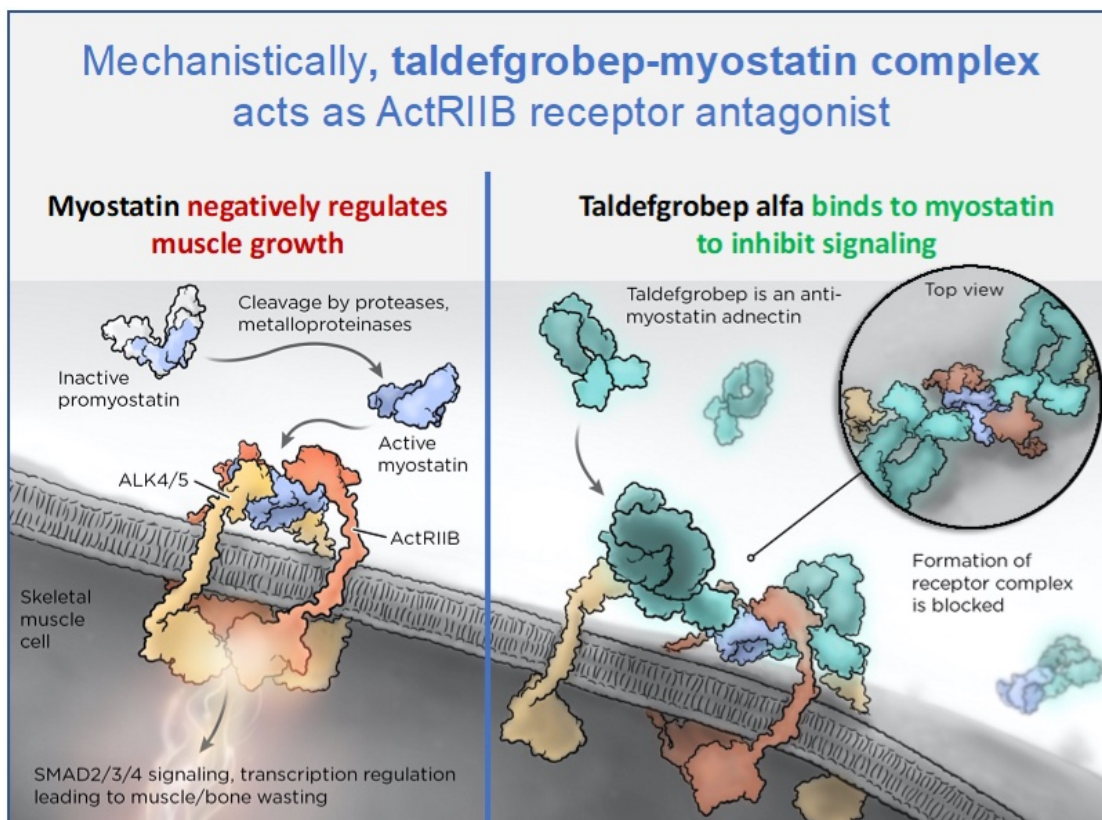 Mechanistically, taldefgrobep-myostatin complex
acts as ActRIIB receptor antagonist
Myostatin negatively regulates
muscle growth
Cleavage by proteases,
metalloproteinases
Inactive
promyostatin
Active
myostatin
ALK4/5
ActRIIB
Skeletal
muscle
cell
SMAD2/3/4 signaling, transcription regulation
leading to muscle/bone wasting
Taldefgrobep alfa binds to myostatin
to inhibit signaling
Taldefgrobep is an anti-
myostatin adnectin
Top view
Formation of
receptor complex
is blocked